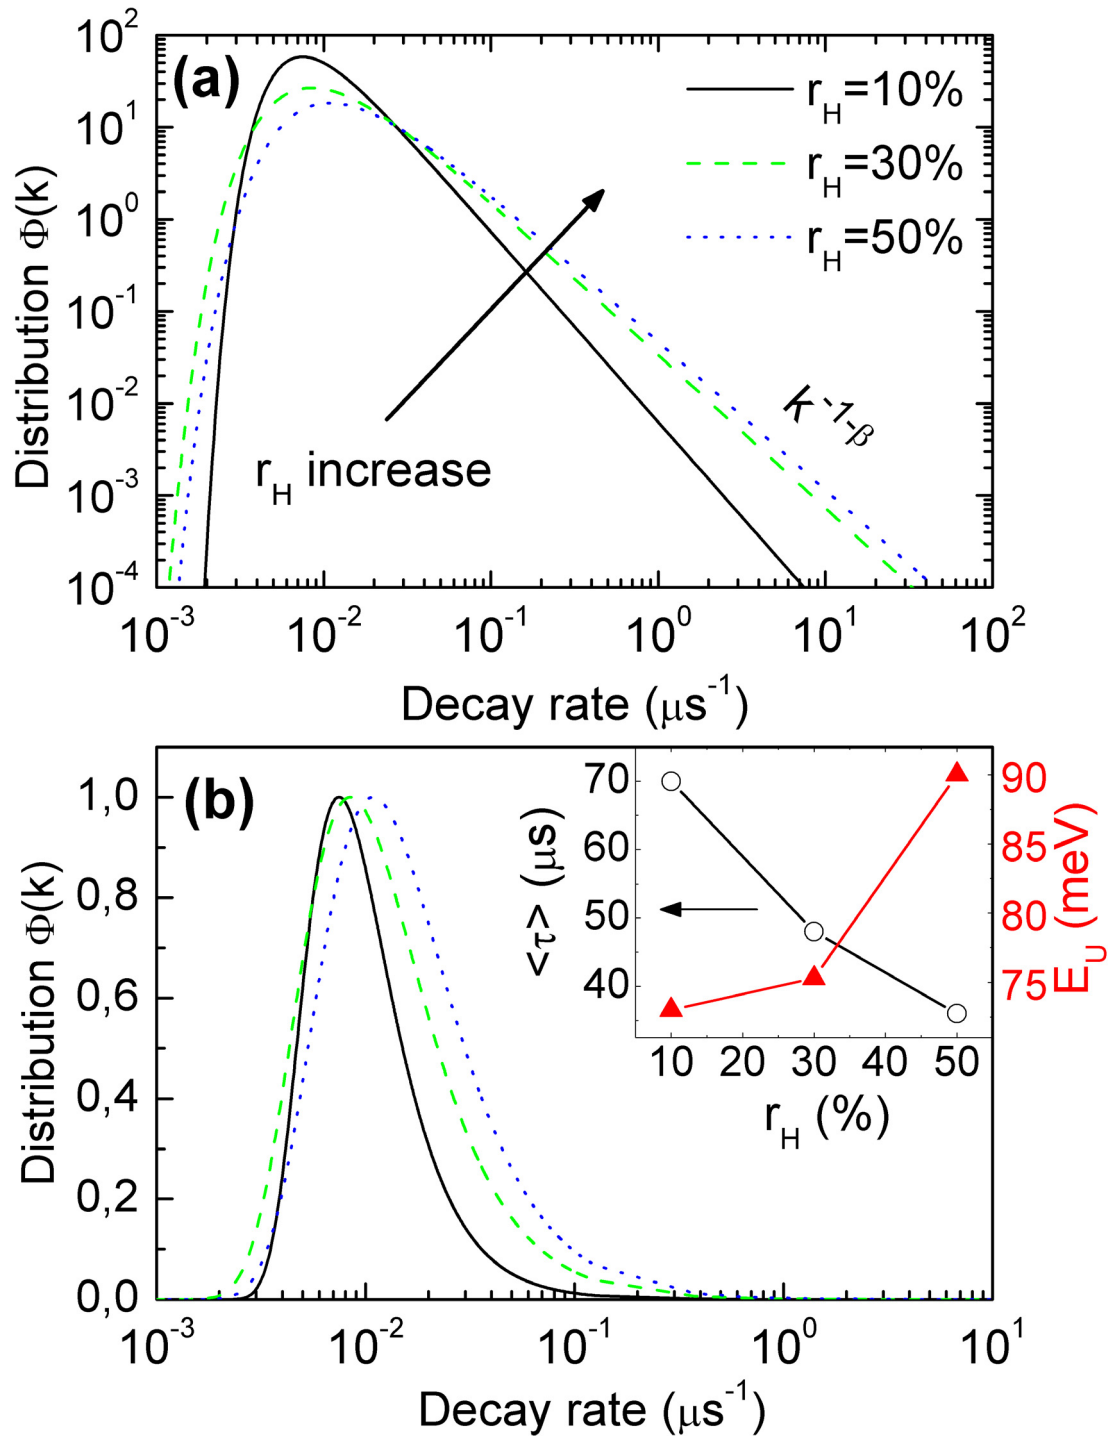 (a)
r_H=10%
r_H=30%
r_H=50%
k^-1-β
r_H increase
Distribution Φ(k)
10^2
10^1
10^0
10^-1
10^-2
10^-3
10^-4
10^-3 10^-2 10^-1 10^0 10^1 10^2
Decay rate (μs^-1)
(b)
Distribution Φ(k)
1,0
0,8
0,6
0,4
0,2
0,0
10^-3 10^-2 10^-1 10^0 10^1
Decay rate (μs^-1)
<τ> (μs)
70
60
50
40
10 20 30 40 50
r_H (%)
90
85
80
75
E_U (meV)